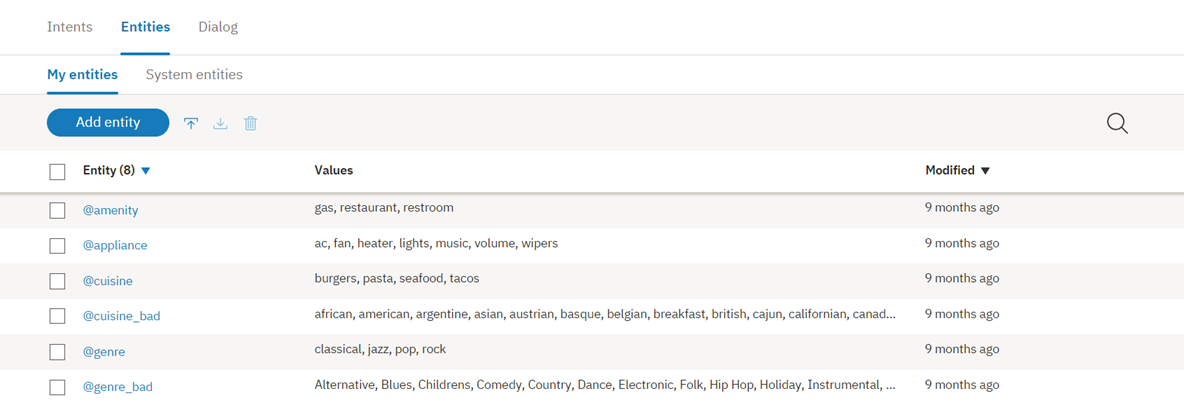 Intents Entities Dialog
My entities System entities
Add entity
Entity (8) Values Modified
@amenity gas, restaurant, restroom 9 months ago
@appliance ac, fan, heater, lights, music, volume, wipers 9 months ago
@cuisine burgers, pasta, seafood, tacos 9 months ago
@cuisine_bad african, american, argentine, asian, austrian, basque, belgian, breakfast, british, cajun, californian, canad... 9 months ago
@genre classical, jazz, pop, rock 9 months ago
@genre_bad Alternative, Blues, Childrens, Comedy, Country, Dance, Electronic, Folk, Hip Hop, Holiday, Instrumental, ... 9 months ago